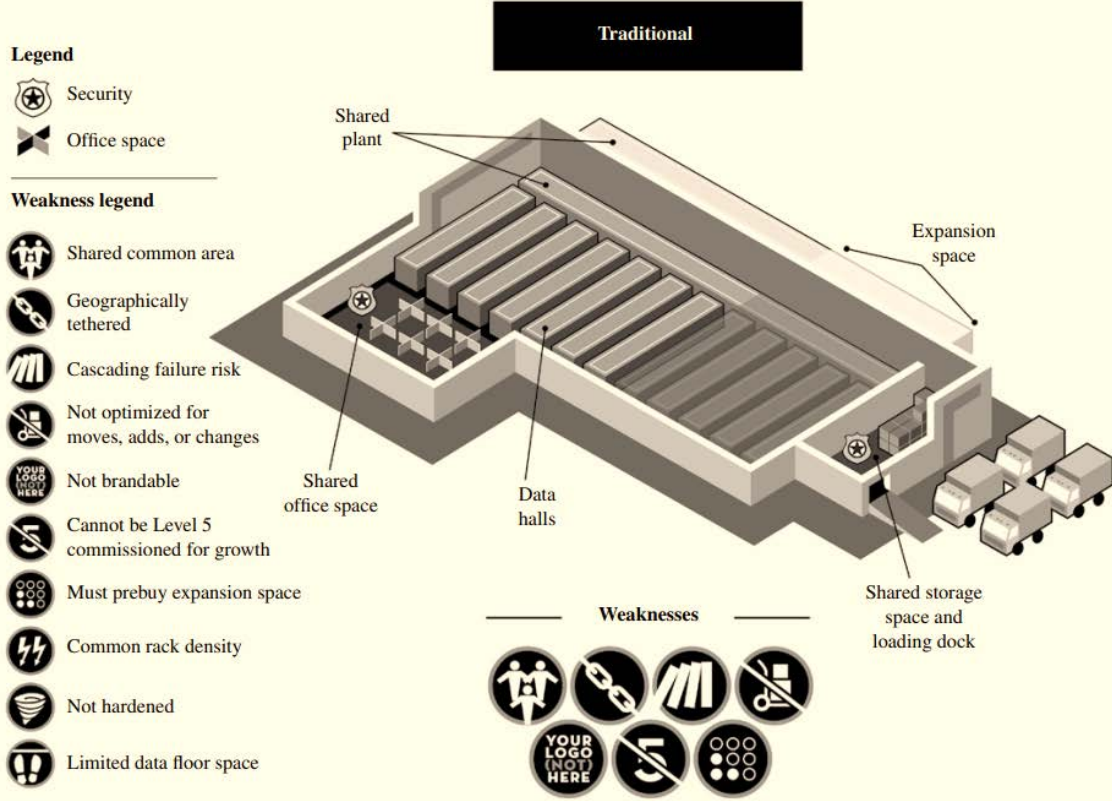 Traditional
Legend
Security
Office space
Weakness legend
Shared common area
Geographically
tethered
Cascading failure risk
Not optimized for
moves, adds, or changes
YOUR
LOGO
(NOT)
HERE
Not brandable
5
Cannot be Level 5
commissioned for growth
Must prebuy expansion space
Common rack density
Not hardened
Limited data floor space
Shared
plant
Expansion
space
Shared
office space
Data
halls
Shared storage
space and
loading dock
Weaknesses
YOUR
LOGO
(NOT)
HERE
5